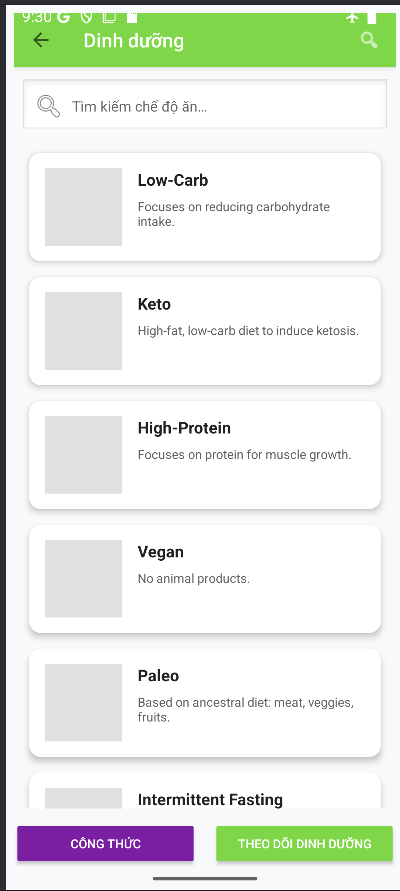 9:30
Dinh dưỡng
Tìm kiếm chế độ ăn...
Low-Carb
Focuses on reducing carbohydrate
intake.
Keto
High-fat, low-carb diet to induce ketosis.
High-Protein
Focuses on protein for muscle growth.
Vegan
No animal products.
Paleo
Based on ancestral diet: meat, veggies,
fruits.
Intermittent Fasting
CÔNG THỨC
THEO DÕI DINH DƯỠNG